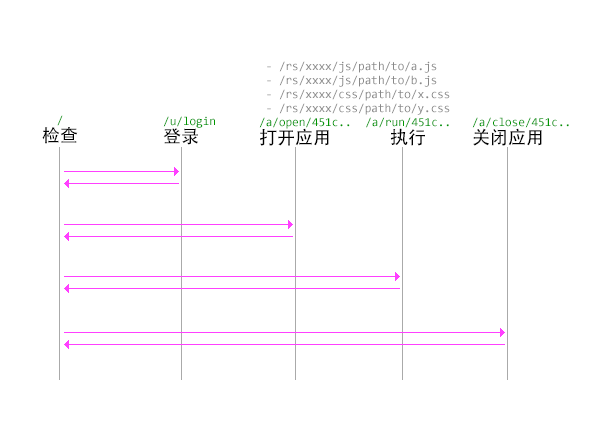 - /rs/xxxx/js/path/to/a.js
- /rs/xxxx/js/path/to/b.js
- /rs/xxxx/css/path/to/x.css
- /rs/xxxx/css/path/to/y.css
/ /u/login /a/open/451c.. /a/run/451c.. /a/close/451c..
检查 登录 打开应用 执行 关闭应用